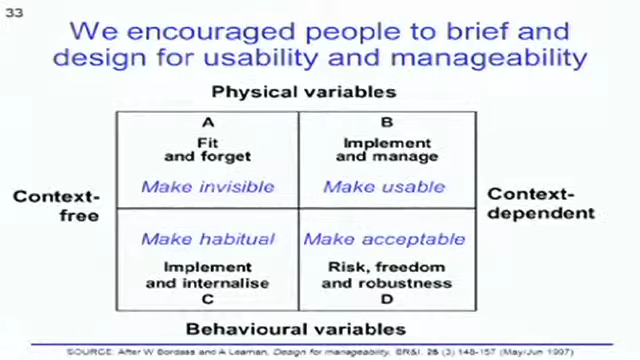 33
We encouraged people to brief and
design for usability and manageability
Physical variables
A
Fit
and forget
Make invisible
B
Implement
and manage
Make usable
Context-
free
Context-
dependent
Make habitual
Implement
and internalise
C
Make acceptable
Risk, freedom
and robustness
D
Behavioural variables
SOURCE: After W Bordass and A Leaman, Design for manageability, BR&I, 25 (3) 148-157 (May/Jun 1997)